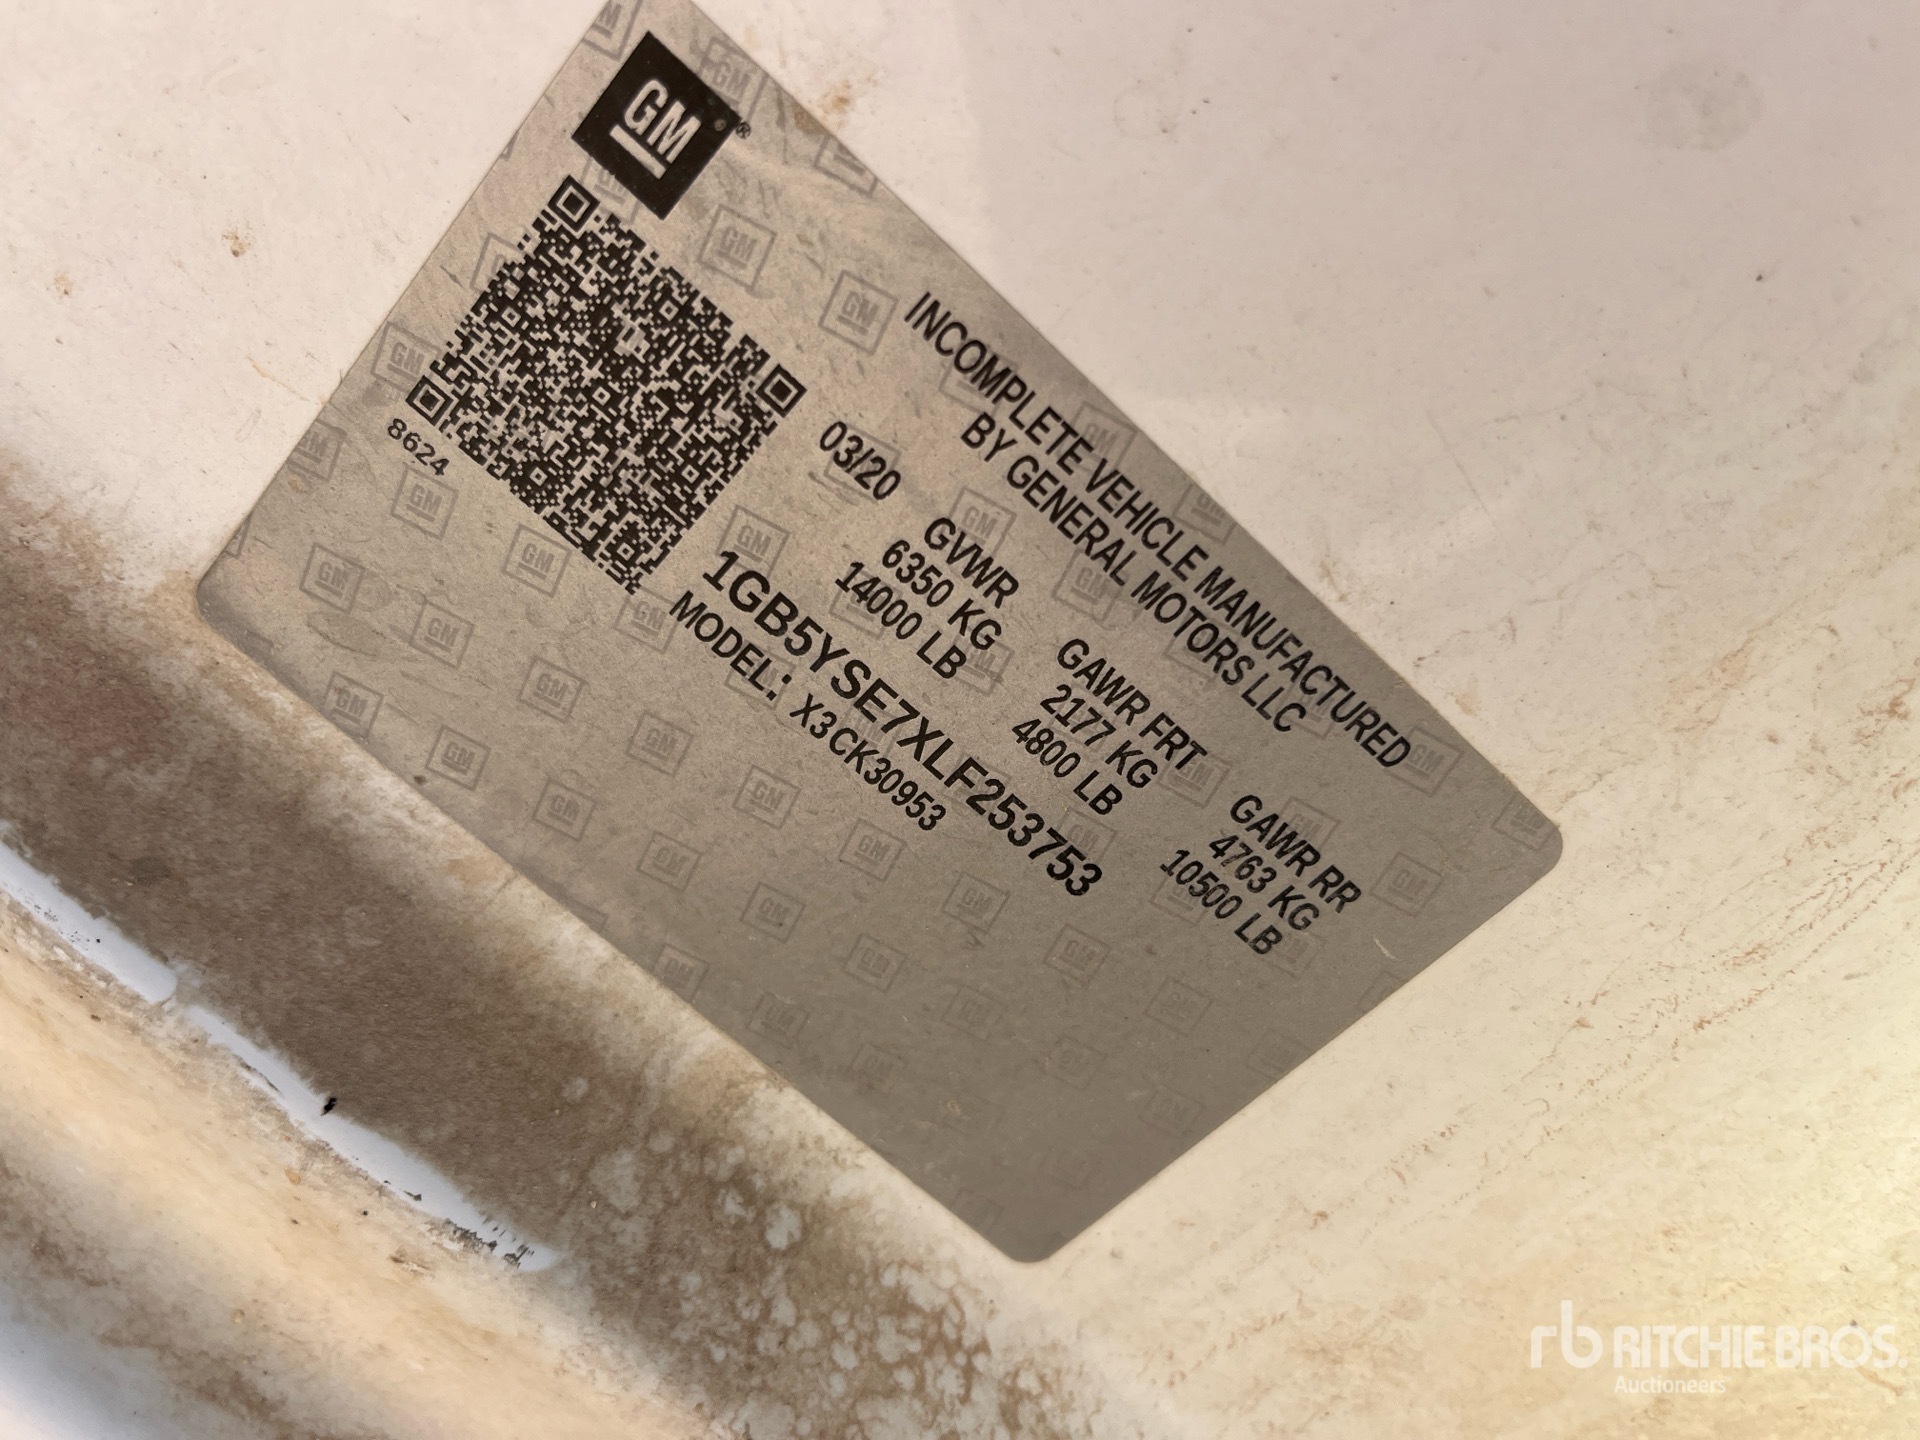 GM®
INCOMPLETE VEHICLE MANUFACTURED
BY GENERAL MOTORS LLC
03/20
GVWR
6350 KG
14000 LB
GAWR FRT
2177 KG
4800 LB
GAWR RR
4763 KG
10500 LB
1GB5YSE7XLF253753
MODEL: X3CK30953
8624
rb RITCHIE BROS.
Auctioneers